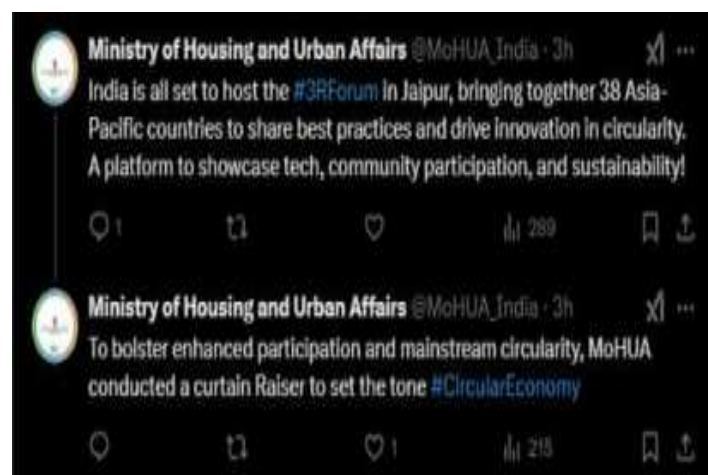 Ministry of Housing and Urban Affairs @MoHUA_India · 3h
India is all set to host the #3RForum in Jaipur, bringing together 38 Asia-
Pacific countries to share best practices and drive innovation in circularity.
A platform to showcase tech, community participation, and sustainability!
1 289
Ministry of Housing and Urban Affairs @MoHUA_India · 3h
To bolster enhanced participation and mainstream circularity, MoHUA
conducted a curtain Raiser to set the tone #CircularEconomy
1 215